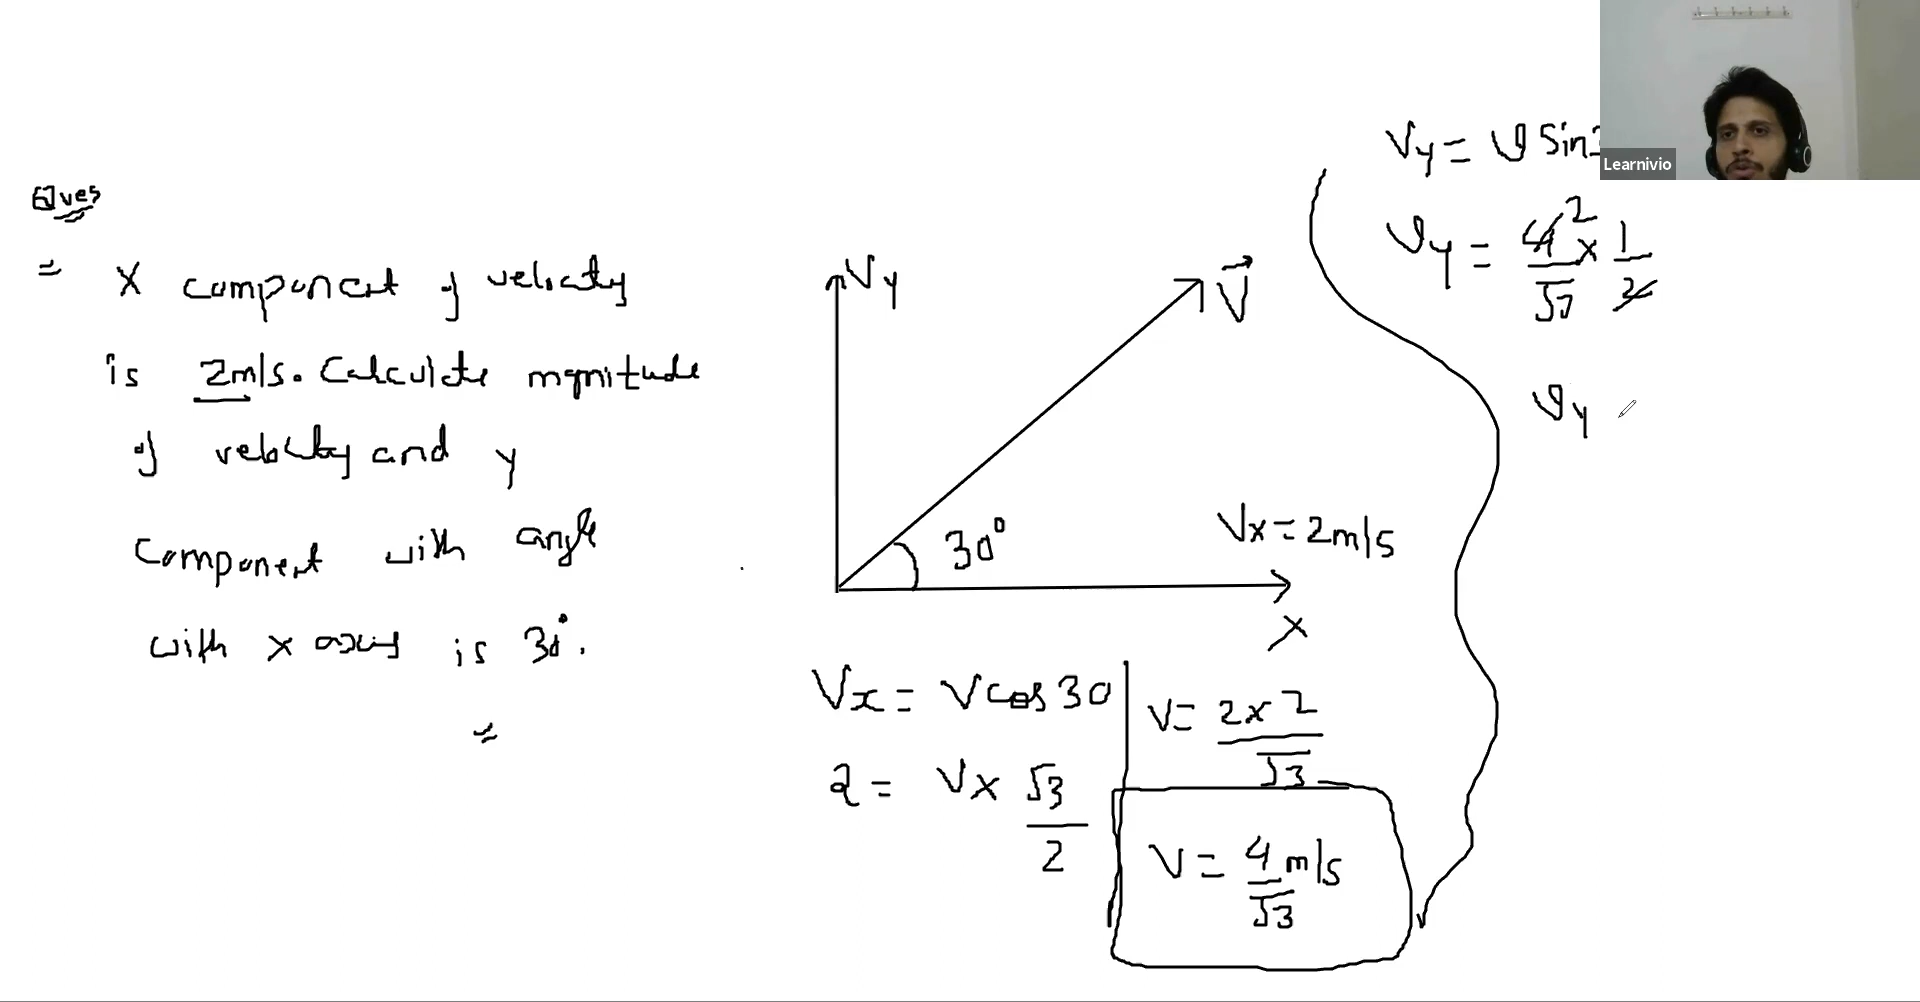 = X component of velocity
is 2m/s. Calculate magnitude
of velocity and y
component with angle
with x axis is 30°.
=
Vy
V⃗
30°
Vx = 2m/s
X
Vx = V cos 30
2 = V x √3/2
V = 2x2/√3
V = 4/√3 m/s
Vy = v Sin
vy = 4/√3 2 x 1/2
vy
Learnivio